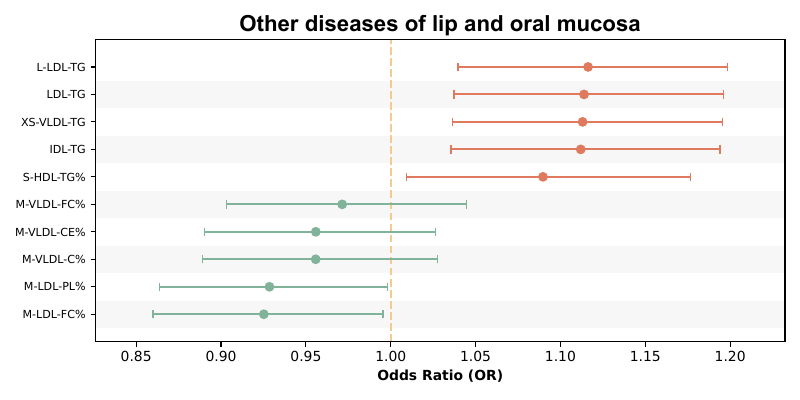 Other diseases of lip and oral mucosa
L-LDL-TG
LDL-TG
XS-VLDL-TG
IDL-TG
S-HDL-TG%
M-VLDL-FC%
M-VLDL-CE%
M-VLDL-C%
M-LDL-PL%
M-LDL-FC%
0.85 0.90 0.95 1.00 1.05 1.10 1.15 1.20
Odds Ratio (OR)